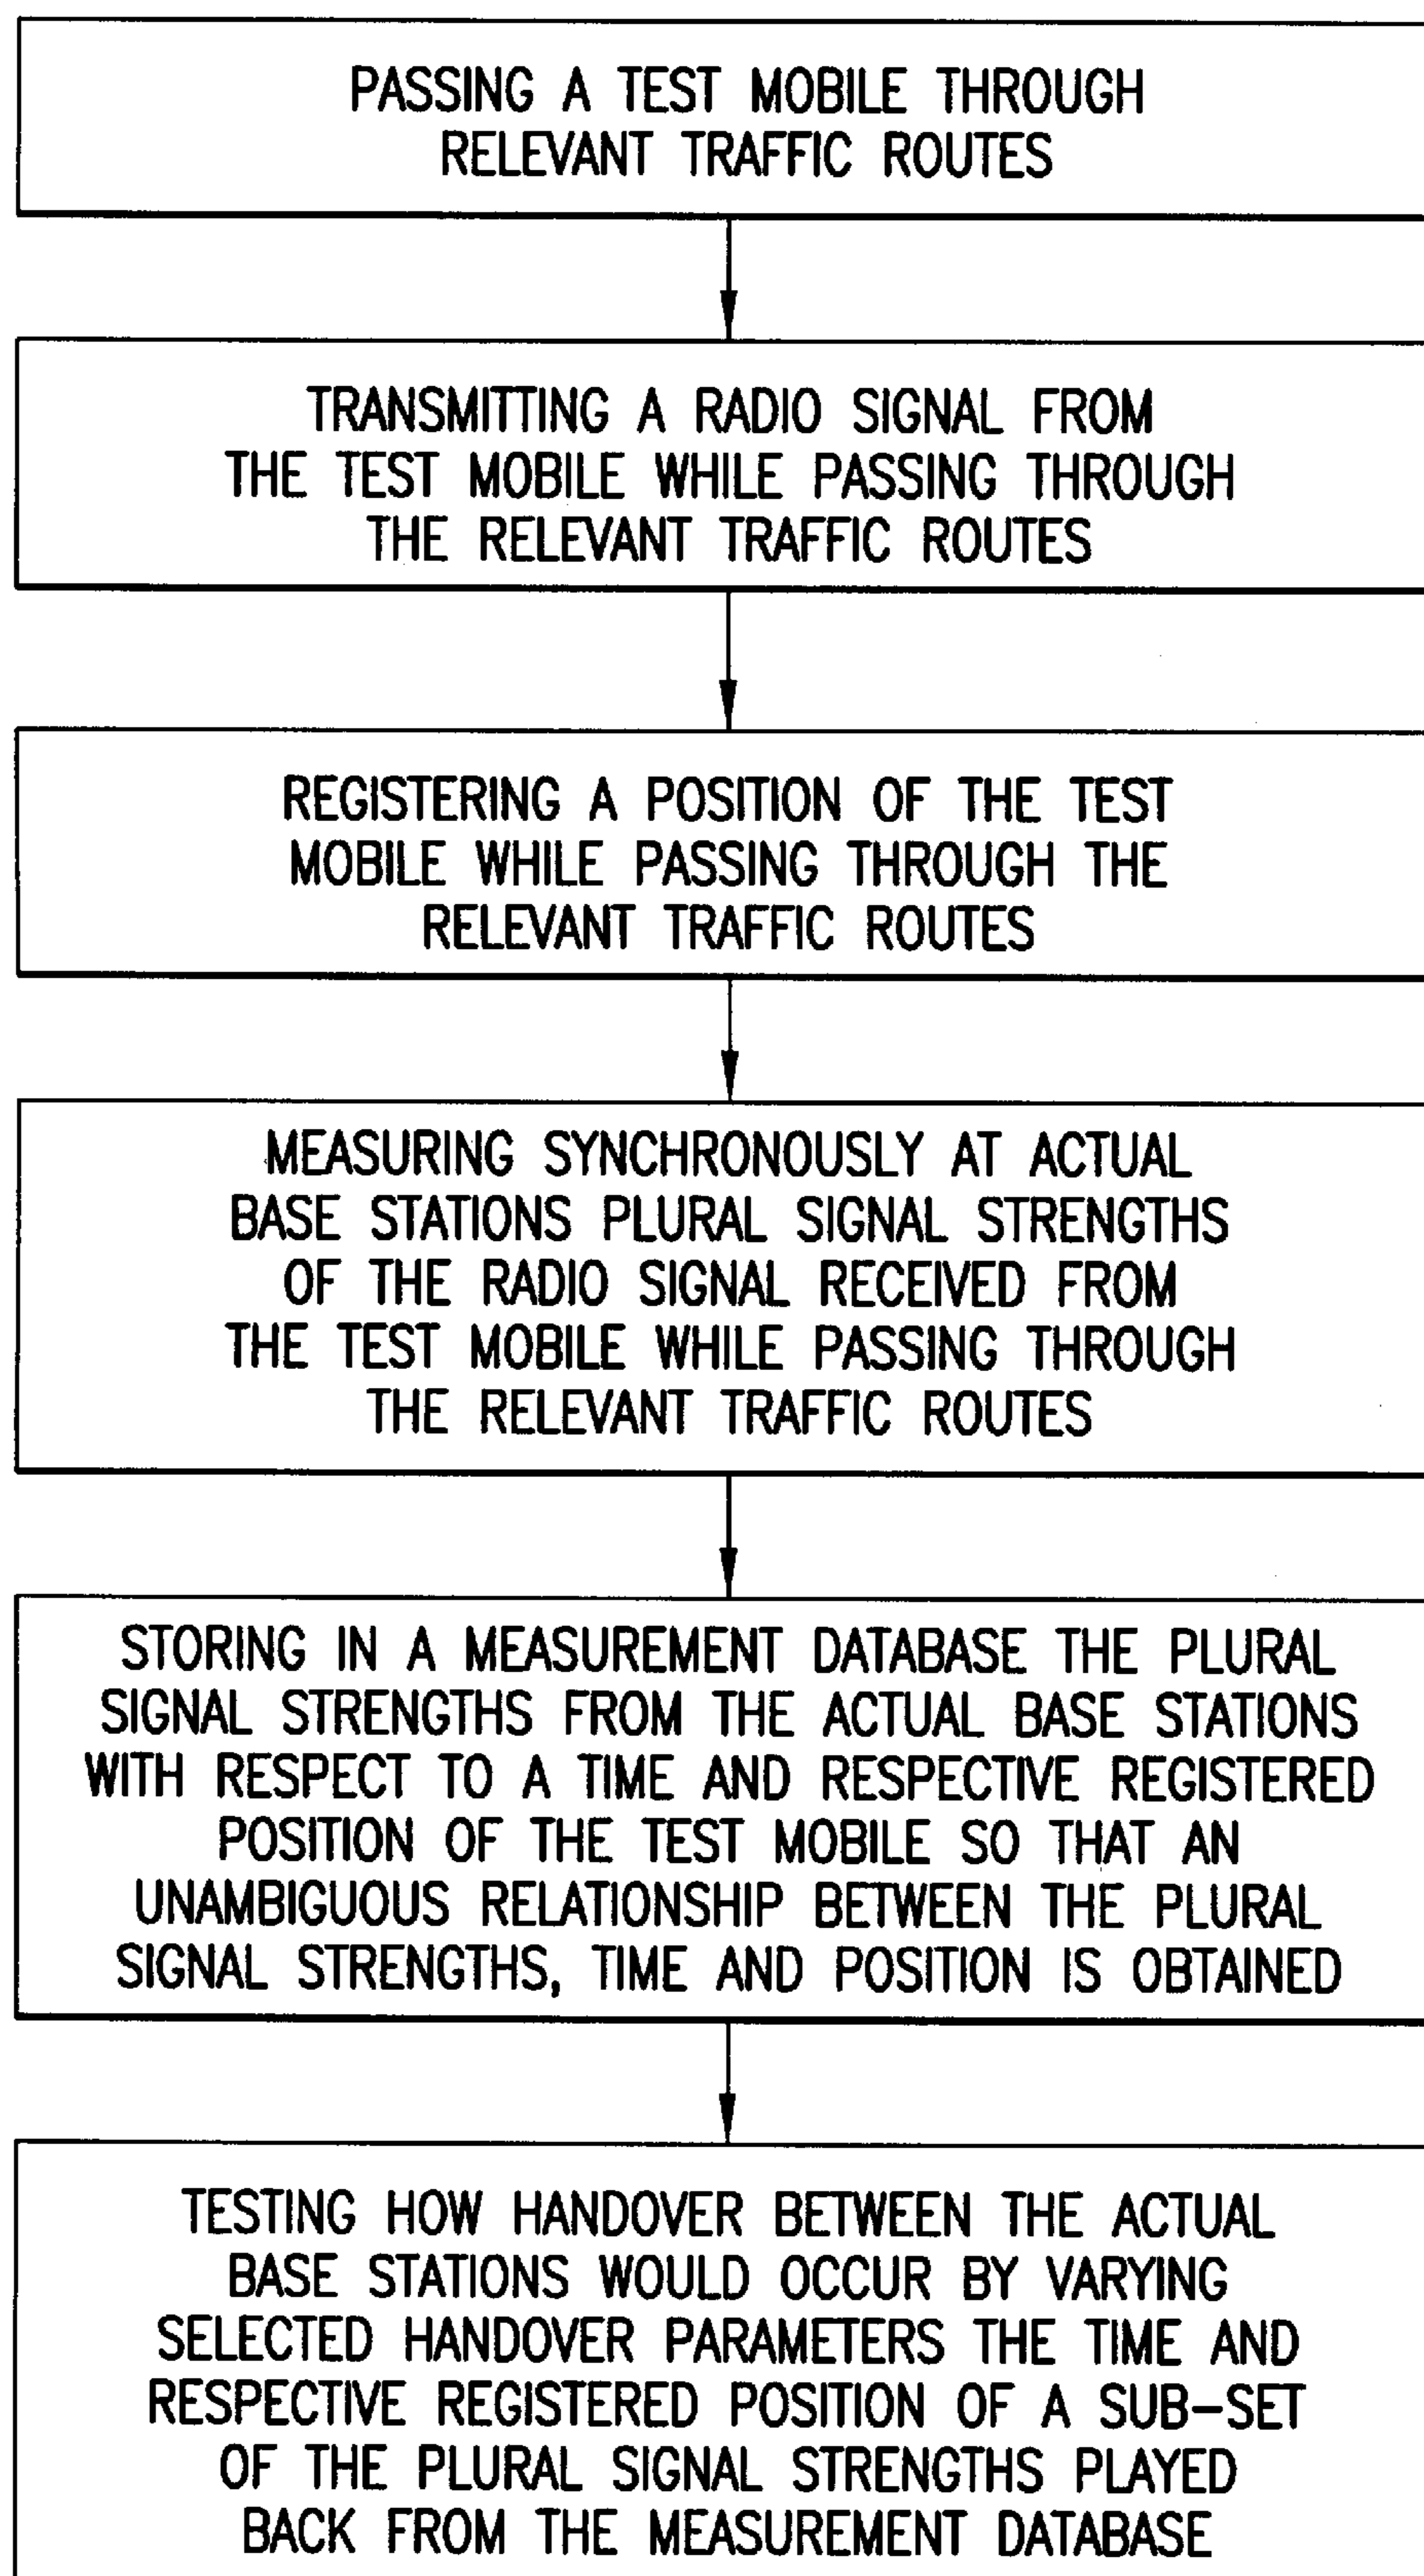 PASSING A TEST MOBILE THROUGH
RELEVANT TRAFFIC ROUTES
TRANSMITTING A RADIO SIGNAL FROM
THE TEST MOBILE WHILE PASSING THROUGH
THE RELEVANT TRAFFIC ROUTES
REGISTERING A POSITION OF THE TEST
MOBILE WHILE PASSING THROUGH THE
RELEVANT TRAFFIC ROUTES
MEASURING SYNCHRONOUSLY AT ACTUAL
BASE STATIONS PLURAL SIGNAL STRENGTHS
OF THE RADIO SIGNAL RECEIVED FROM
THE TEST MOBILE WHILE PASSING THROUGH
THE RELEVANT TRAFFIC ROUTES
STORING IN A MEASUREMENT DATABASE THE PLURAL
SIGNAL STRENGTHS FROM THE ACTUAL BASE STATIONS
WITH RESPECT TO A TIME AND RESPECTIVE REGISTERED
POSITION OF THE TEST MOBILE SO THAT AN
UNAMBIGUOUS RELATIONSHIP BETWEEN THE PLURAL
SIGNAL STRENGTHS, TIME AND POSITION IS OBTAINED
TESTING HOW HANDOVER BETWEEN THE ACTUAL
BASE STATIONS WOULD OCCUR BY VARYING
SELECTED HANDOVER PARAMETERS THE TIME AND
RESPECTIVE REGISTERED POSITION OF A SUB-SET
OF THE PLURAL SIGNAL STRENGTHS PLAYED
BACK FROM THE MEASUREMENT DATABASE